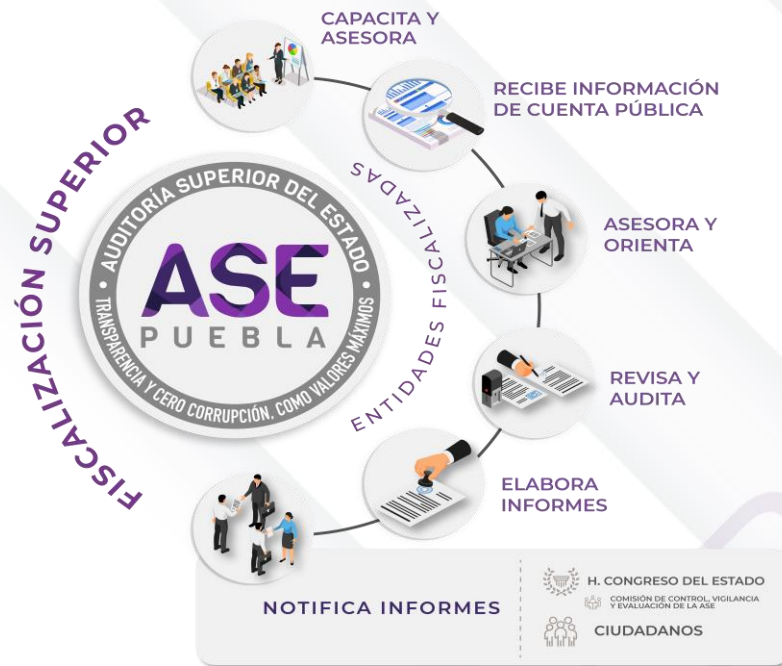 CAPACITA Y
ASESORA
RECIBE INFORMACIÓN
DE CUENTA PÚBLICA
FISCALIZACIÓN SUPERIOR
AUDITORÍA SUPERIOR DEL ESTADO
ASE
PUEBLA
TRANSPARENCIA Y CERO CORRUPCIÓN, COMO VALORES MÁXIMOS
ENTIDADES FISCALIZADAS
ASESORA Y
ORIENTA
REVISA Y
AUDITA
ELABORA
INFORMES
NOTIFICA INFORMES
H. CONGRESO DEL ESTADO
COMISIÓN DE CONTROL, VIGILANCIA
Y EVALUACIÓN DE LA ASE
CIUDADANOS